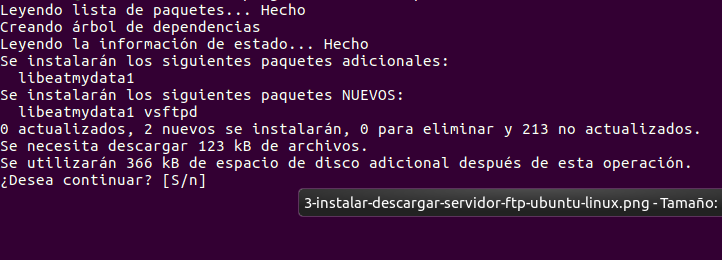 Leyendo lista de paquetes... Hecho
Creando árbol de dependencias
Leyendo la información de estado... Hecho
Se instalarán los siguientes paquetes adicionales:
  libeatmydata1
Se instalarán los siguientes paquetes NUEVOS:
  libeatmydata1 vsftpd
0 actualizados, 2 nuevos se instalarán, 0 para eliminar y 213 no actualizados.
Se necesita descargar 123 kB de archivos.
Se utilizarán 366 kB de espacio de disco adicional después de esta operación.
¿Desea continuar? [S/n]
3-instalar-descargar-servidor-ftp-ubuntu-linux.png - Tamaño: